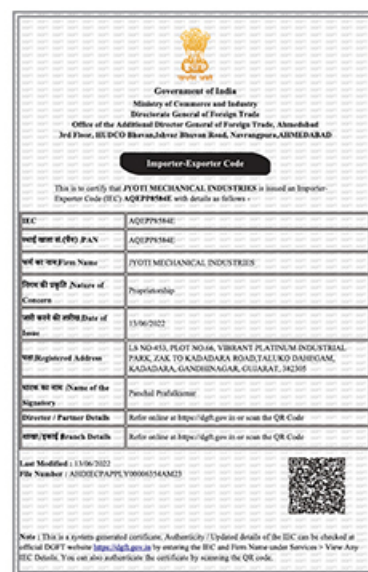 Government of India
Ministry of Commerce and Industry
Directorate General of Foreign Trade
Office of the Additional Director General of Foreign Trade, Ahmedabad
3rd Floor, HUDCO Bhavan,Ishvar Bhuvan Road, Navrangpura,AHMEDABAD
Importer-Exporter Code
This is to certify that JYOTI MECHANICAL INDUSTRIES is issued an Importer-
Exporter Code (IEC) AQEPP8584E with details as follows -
IEC AQEPP8584E
स्थाई खाता सं.(पैन) /PAN AQEPP8584E
फर्म का नाम/Firm Name JYOTI MECHANICAL INDUSTRIES
/Nature of Proprietorship
Concern
जारी करने की तारीख/Date of 13/06/2022
Issue
पता/Registered Address LS NO-453, PLOT NO.66, VIBRANT PLATINUM INDUSTRIAL
PARK, ZAK TO KADADARA ROAD,TALUKO DAHEGAM,
KADADARA, GANDHINAGAR, GUJARAT, 382305
/Name of the Panchal Prafulkumar
Signatory
Director / Partner Details Refer online at https://dgft.gov.in or scan the QR Code
शाखा/इकाई Branch Details Refer online at https://dgft.gov.in or scan the QR Code
Last Modified : 13/06/2022
File Number : AHDIECPAPPLY00006354AM23
Note : This is a system generated certificate. Authenticity / Updated details of the IEC can be checked at
official DGFT website https://dgft.gov.in by entering the IEC and Firm Name under Services > View Any
IEC Details. You can also authenticate the certificate by scanning the QR code.